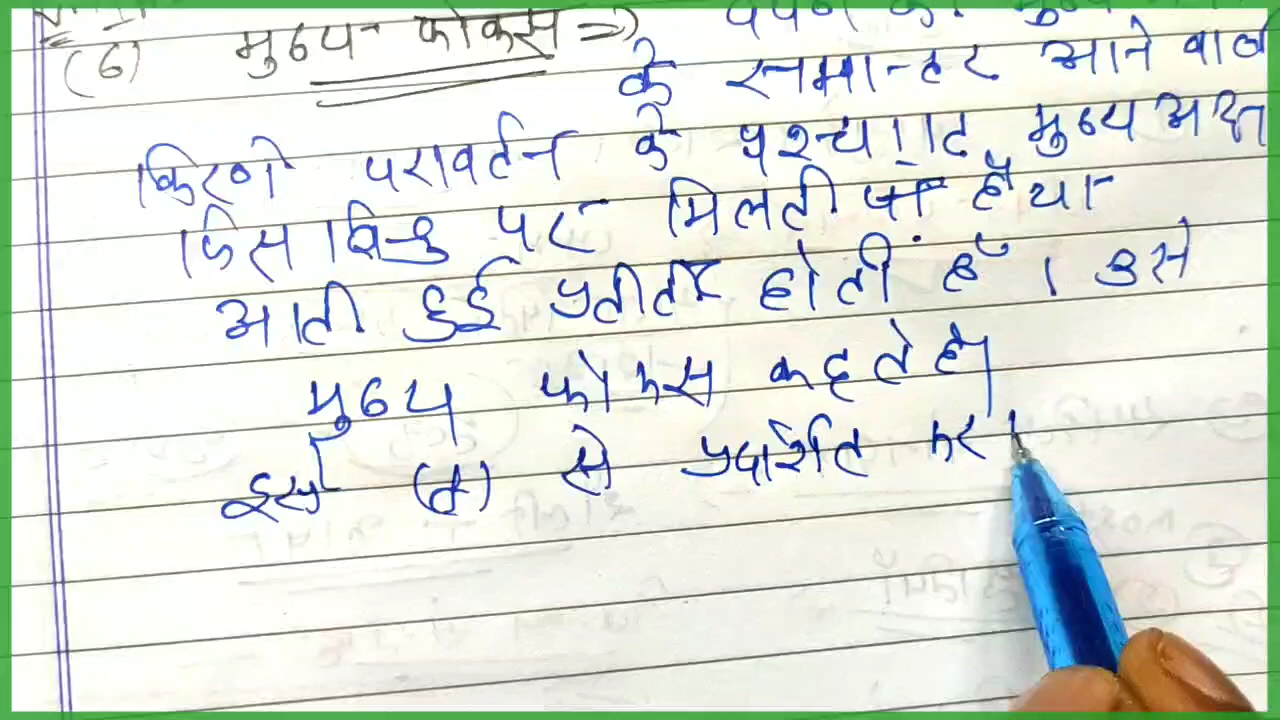 (6) मुख्य फोकस ⇒ दर्पण के मुख्य
के समान्तर आने वाल
किरणे परावर्तन के पश्चाट मुख्य अक्ष
जिस बिन्दु पर मिलती है या
आती हुई प्रतीत होती हैं । उसे
मुख्य फोकस कहते है।
इसे (f) से प्रदर्शित कर